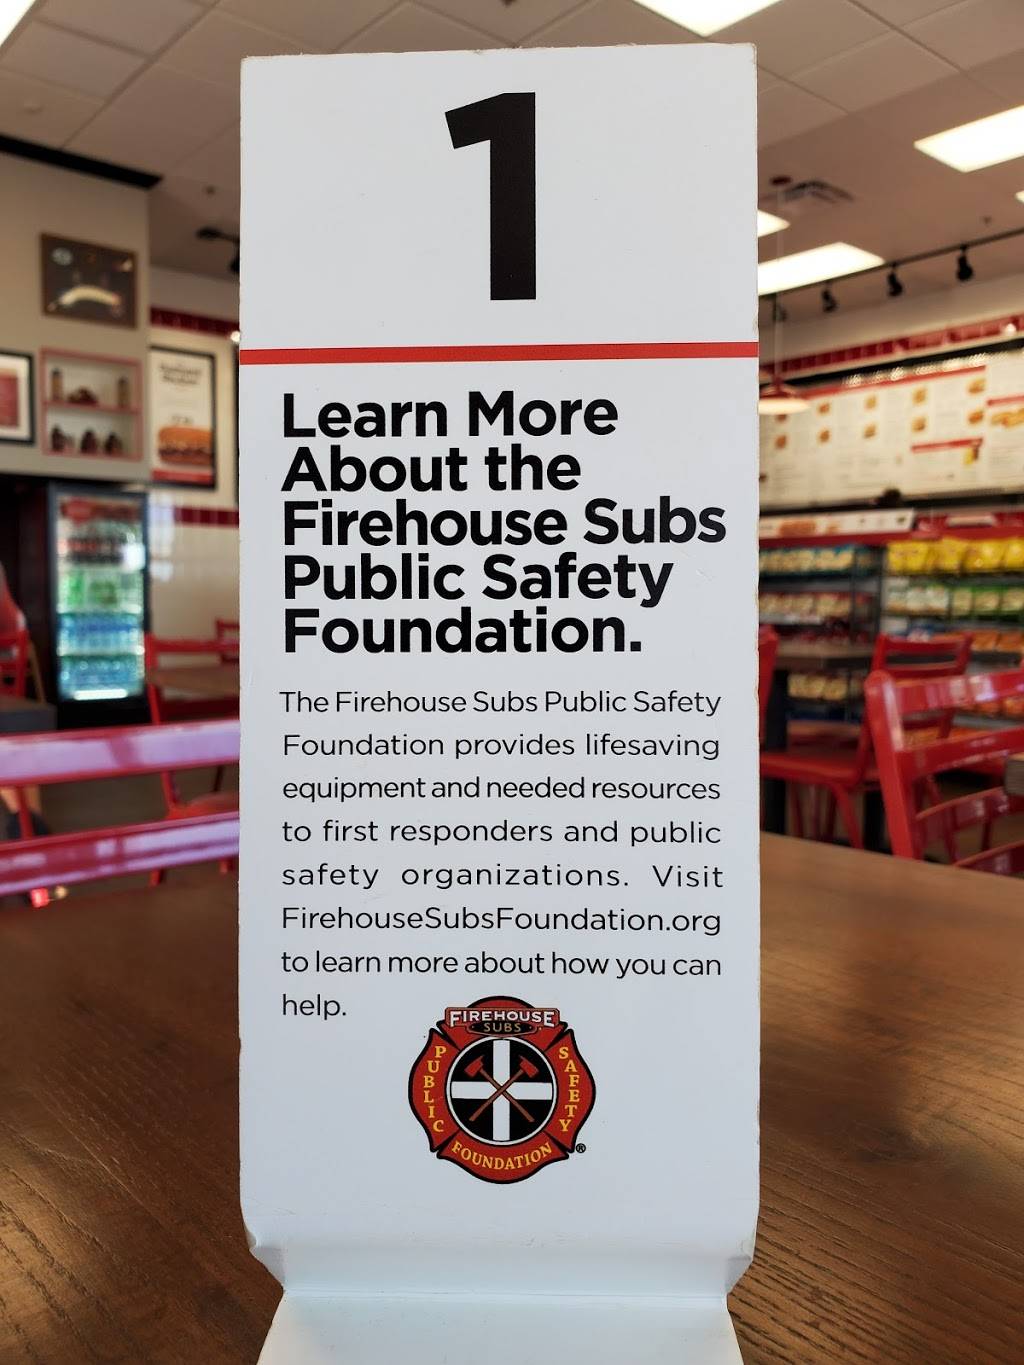 1
Learn More
About the
Firehouse Subs
Public Safety
Foundation.
The Firehouse Subs Public Safety
Foundation provides lifesaving
equipment and needed resources
to first responders and public
safety organizations. Visit
FirehouseSubsFoundation.org
to learn more about how you can
help.
FIREHOUSE
SUBS
PUBLIC
SAFETY
FOUNDATION
®